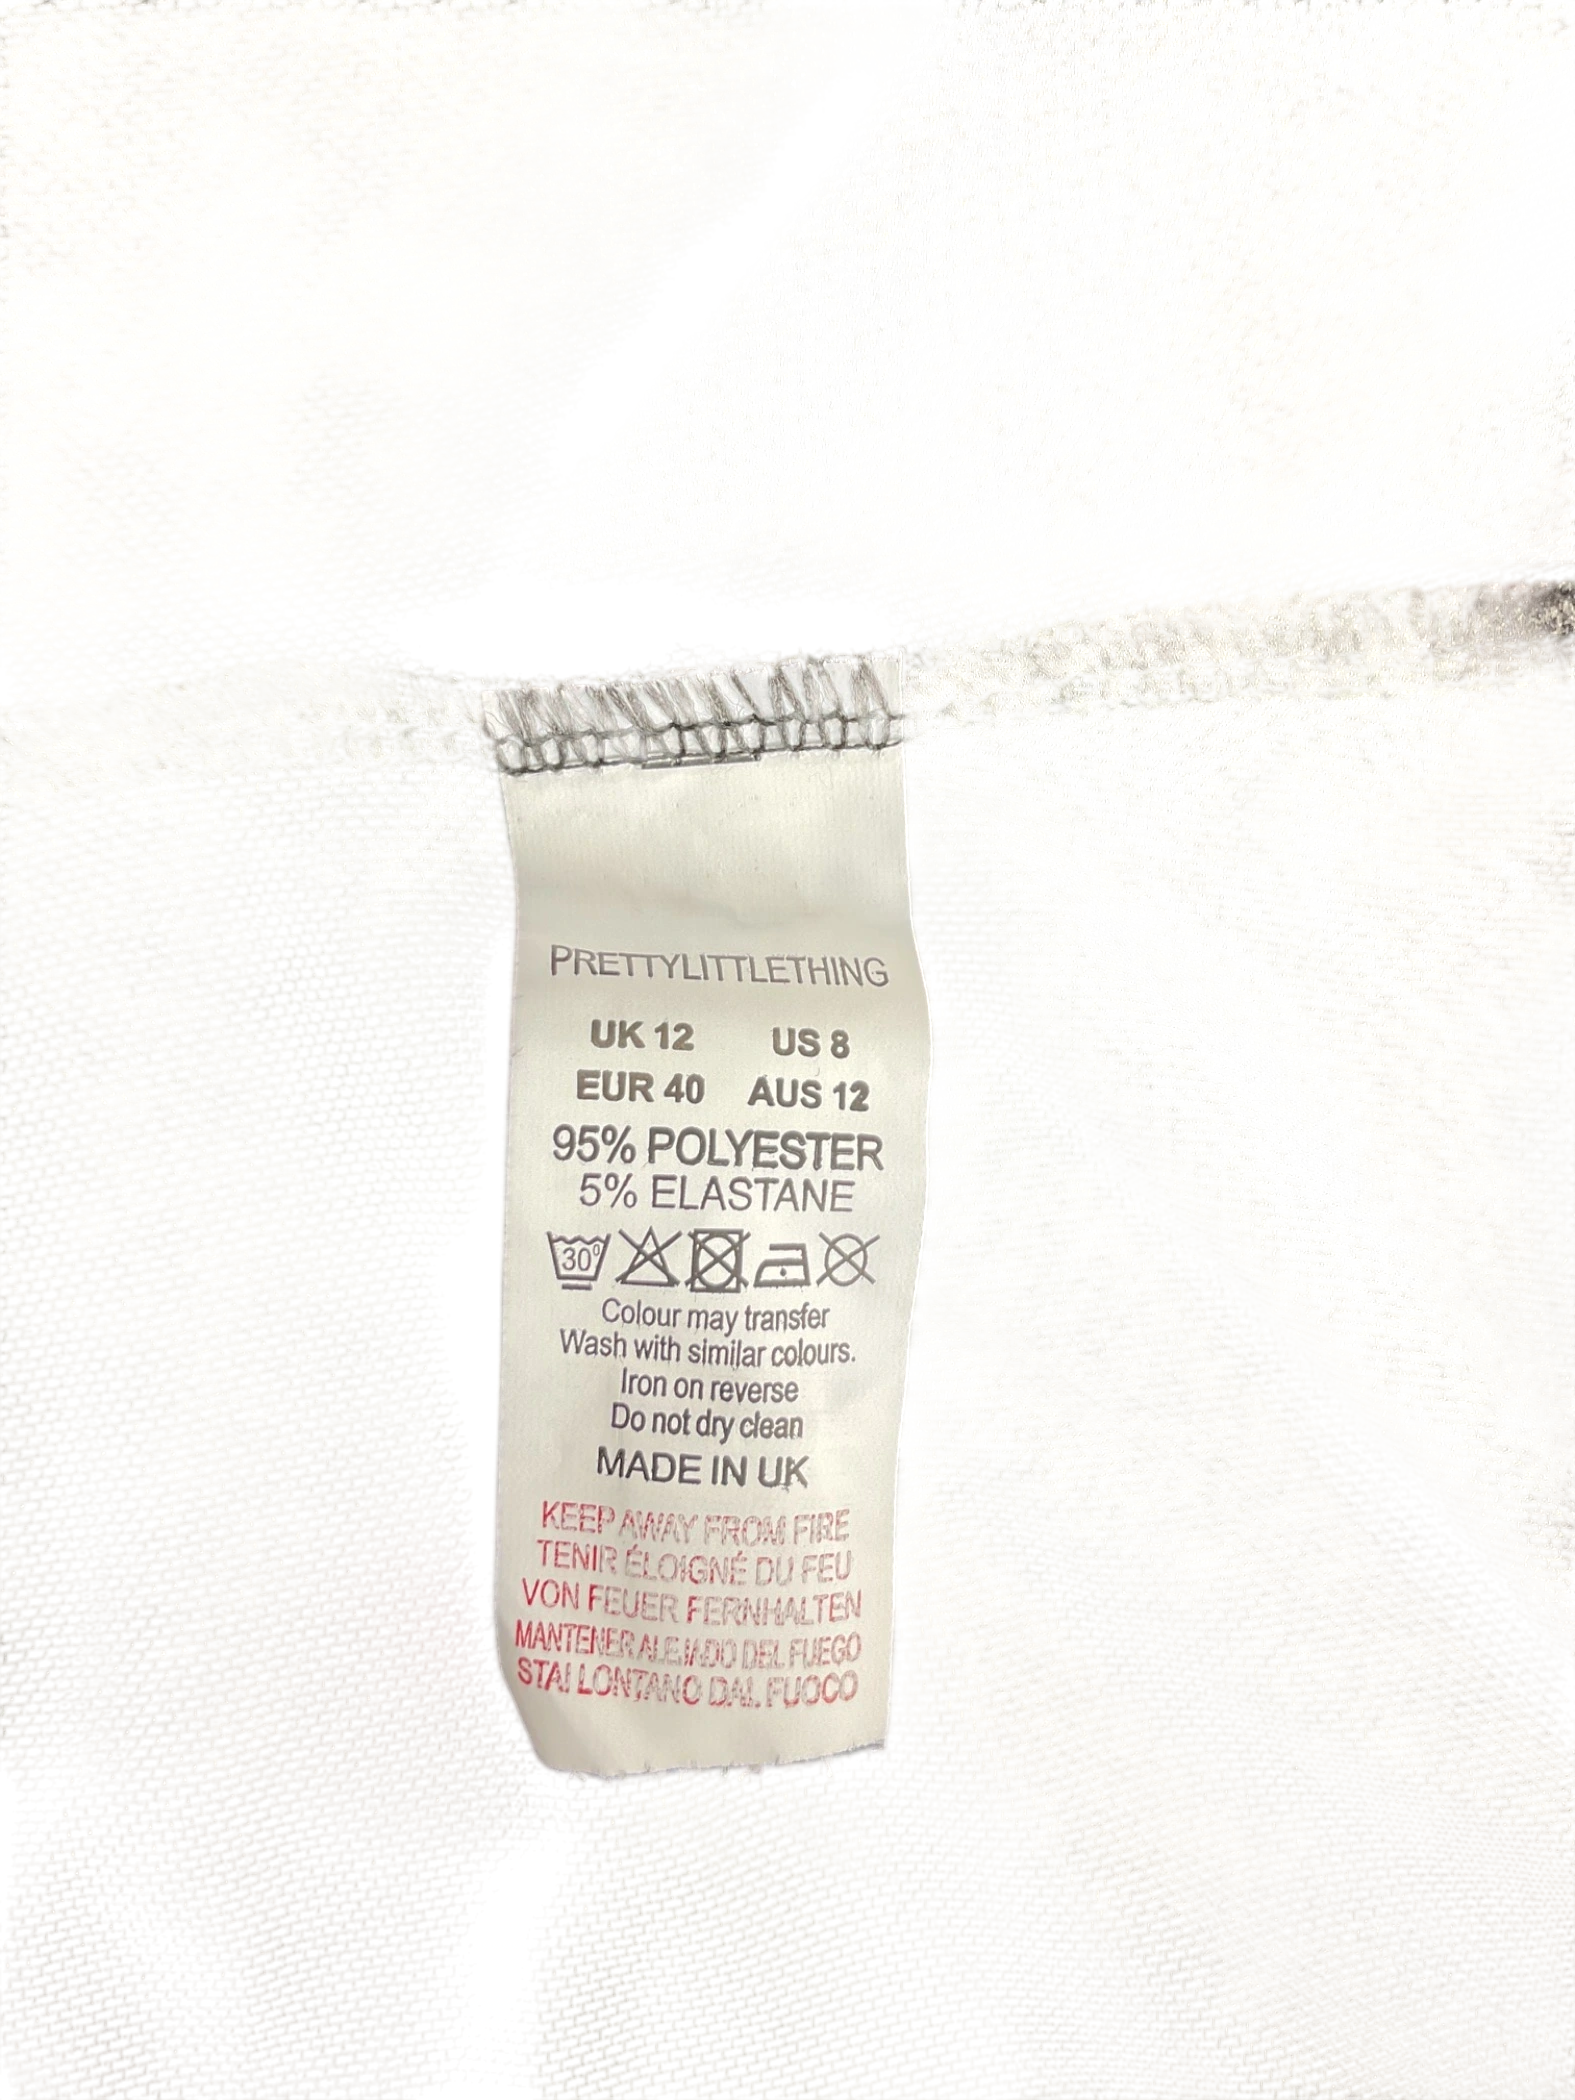 PRETTYLITTLETHING
UK 12 US 8
EUR 40 AUS 12
95% POLYESTER
5% ELASTANE
30°
Colour may transfer
Wash with similar colours.
Iron on reverse
Do not dry clean
MADE IN UK
KEEP AWAY FROM FIRE
TENIR ÉLOIGNÉ DU FEU
VON FEUER FERNHALTEN
MANTENER ALEJADO DEL FUEGO
STAI LONTANO DAL FUOCO